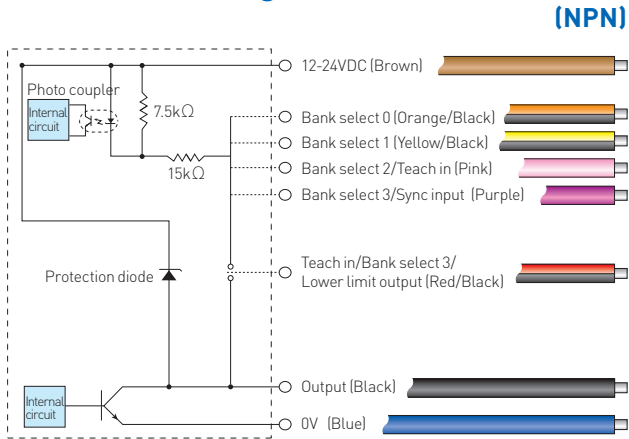 (NPN)
12-24VDC (Brown)
Photo coupler
Internal
circuit
7.5kΩ
Bank select 0 (Orange/Black)
Bank select 1 (Yellow/Black)
15kΩ
Bank select 2/Teach in (Pink)
Bank select 3/Sync input (Purple)
Protection diode
Teach in/Bank select 3/
Lower limit output (Red/Black)
Internal
circuit
Output (Black)
0V (Blue)